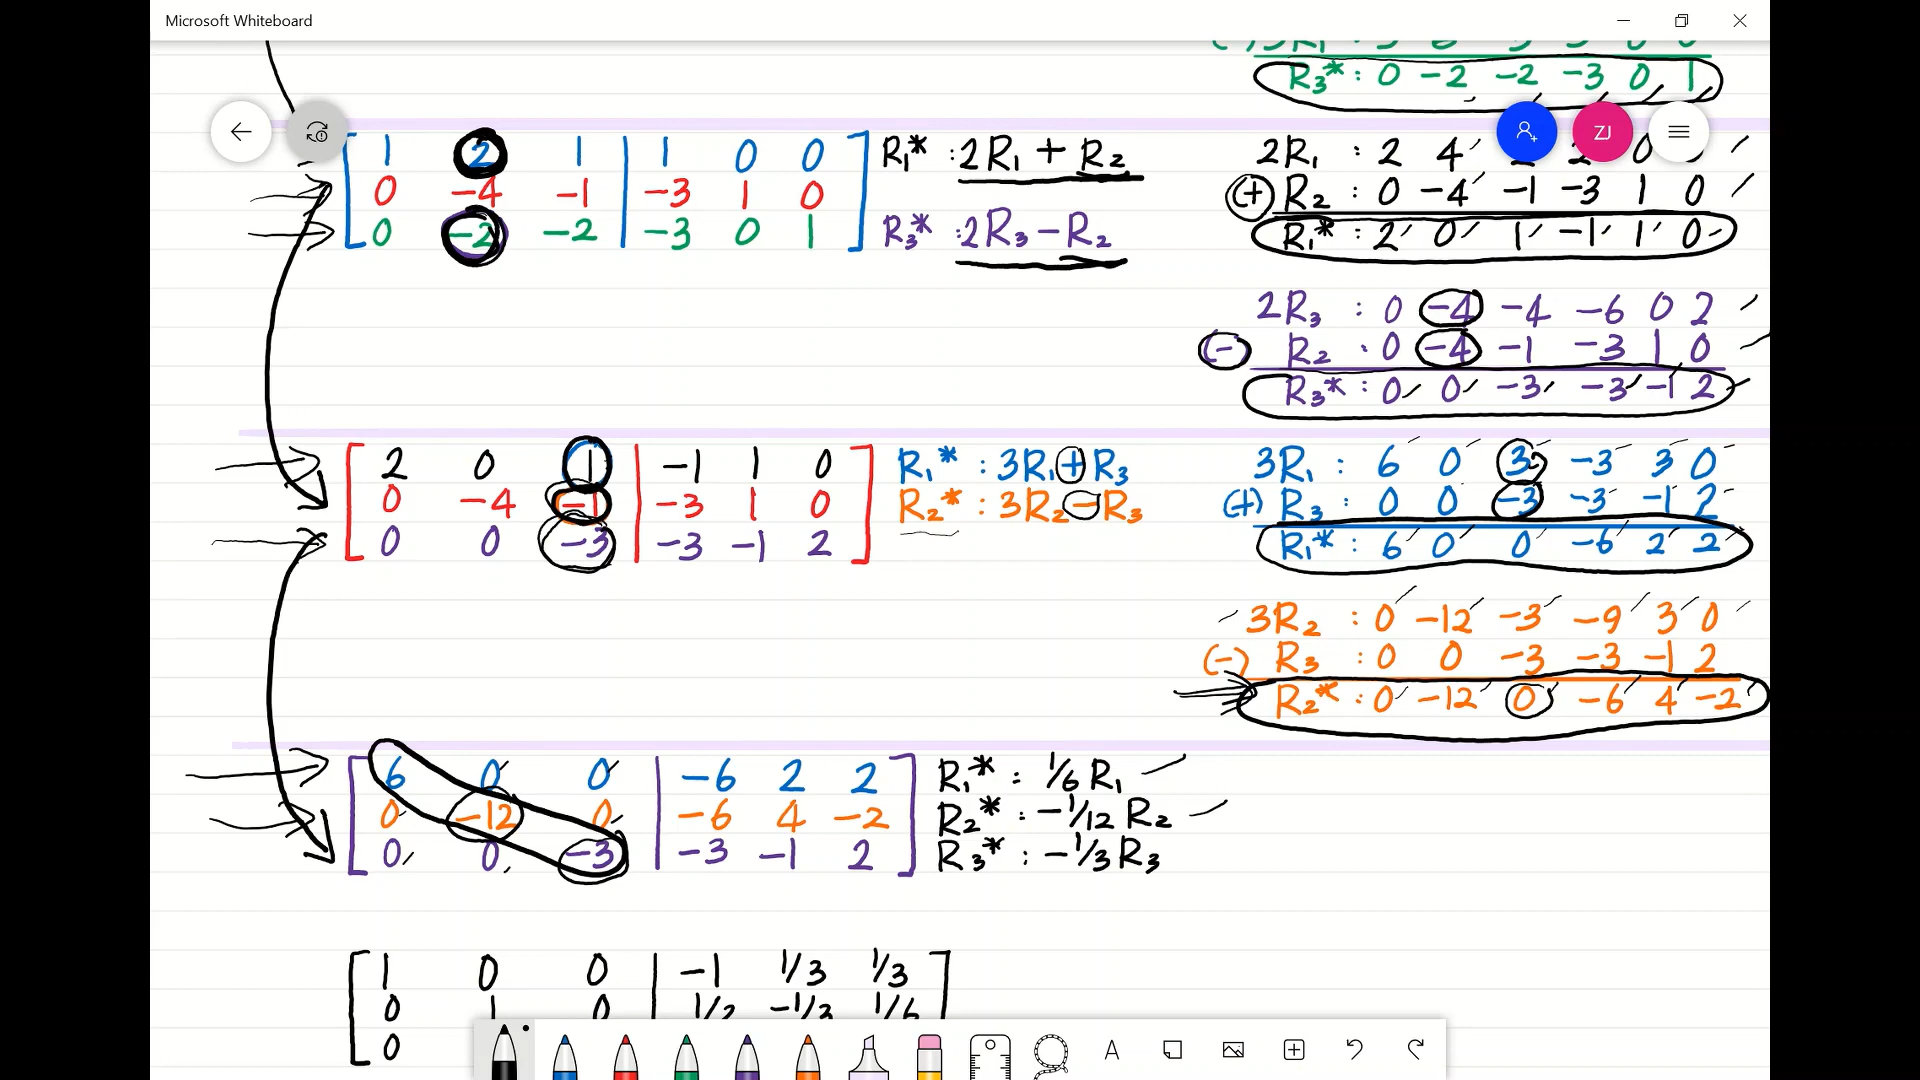 Microsoft Whiteboard
R₃* : 0 -2 -2 -3 0 1
ZJ
1 2 1 | 1 0 0 R₁* : 2R₁ + R₂
0 -4 -1 | -3 1 0
0 -2 -2 | -3 0 1 R₃* : 2R₃ - R₂
2R₁ : 2 4 2 2 0
(+) R₂ : 0 -4 -1 -3 1 0
R₁* : 2 0 1 -1 1 0
2R₃ : 0 -4 -4 -6 0 2
(-) R₂ : 0 -4 -1 -3 1 0
R₃* : 0 0 -3 -3 -1 2
2 0 1 | -1 1 0 R₁* : 3R₁ + R₃
0 -4 -1 | -3 1 0 R₂* : 3R₂ - R₃
0 0 -3 | -3 -1 2
3R₁ : 6 0 3 -3 3 0
(+) R₃ : 0 0 -3 -3 -1 2
R₁* : 6 0 0 -6 2 2
3R₂ : 0 -12 -3 -9 3 0
(-) R₃ : 0 0 -3 -3 -1 2
R₂* : 0 -12 0 -6 4 -2
6 0 0 | -6 2 2 R₁* : 1/6 R₁
0 -12 0 | -6 4 -2 R₂* : -1/12 R₂
0 0 -3 | -3 -1 2 R₃* : -1/3 R₃
1 0 0 | -1 1/3 1/3
0 1 0 | 1/2 -1/3 1/6
0
A